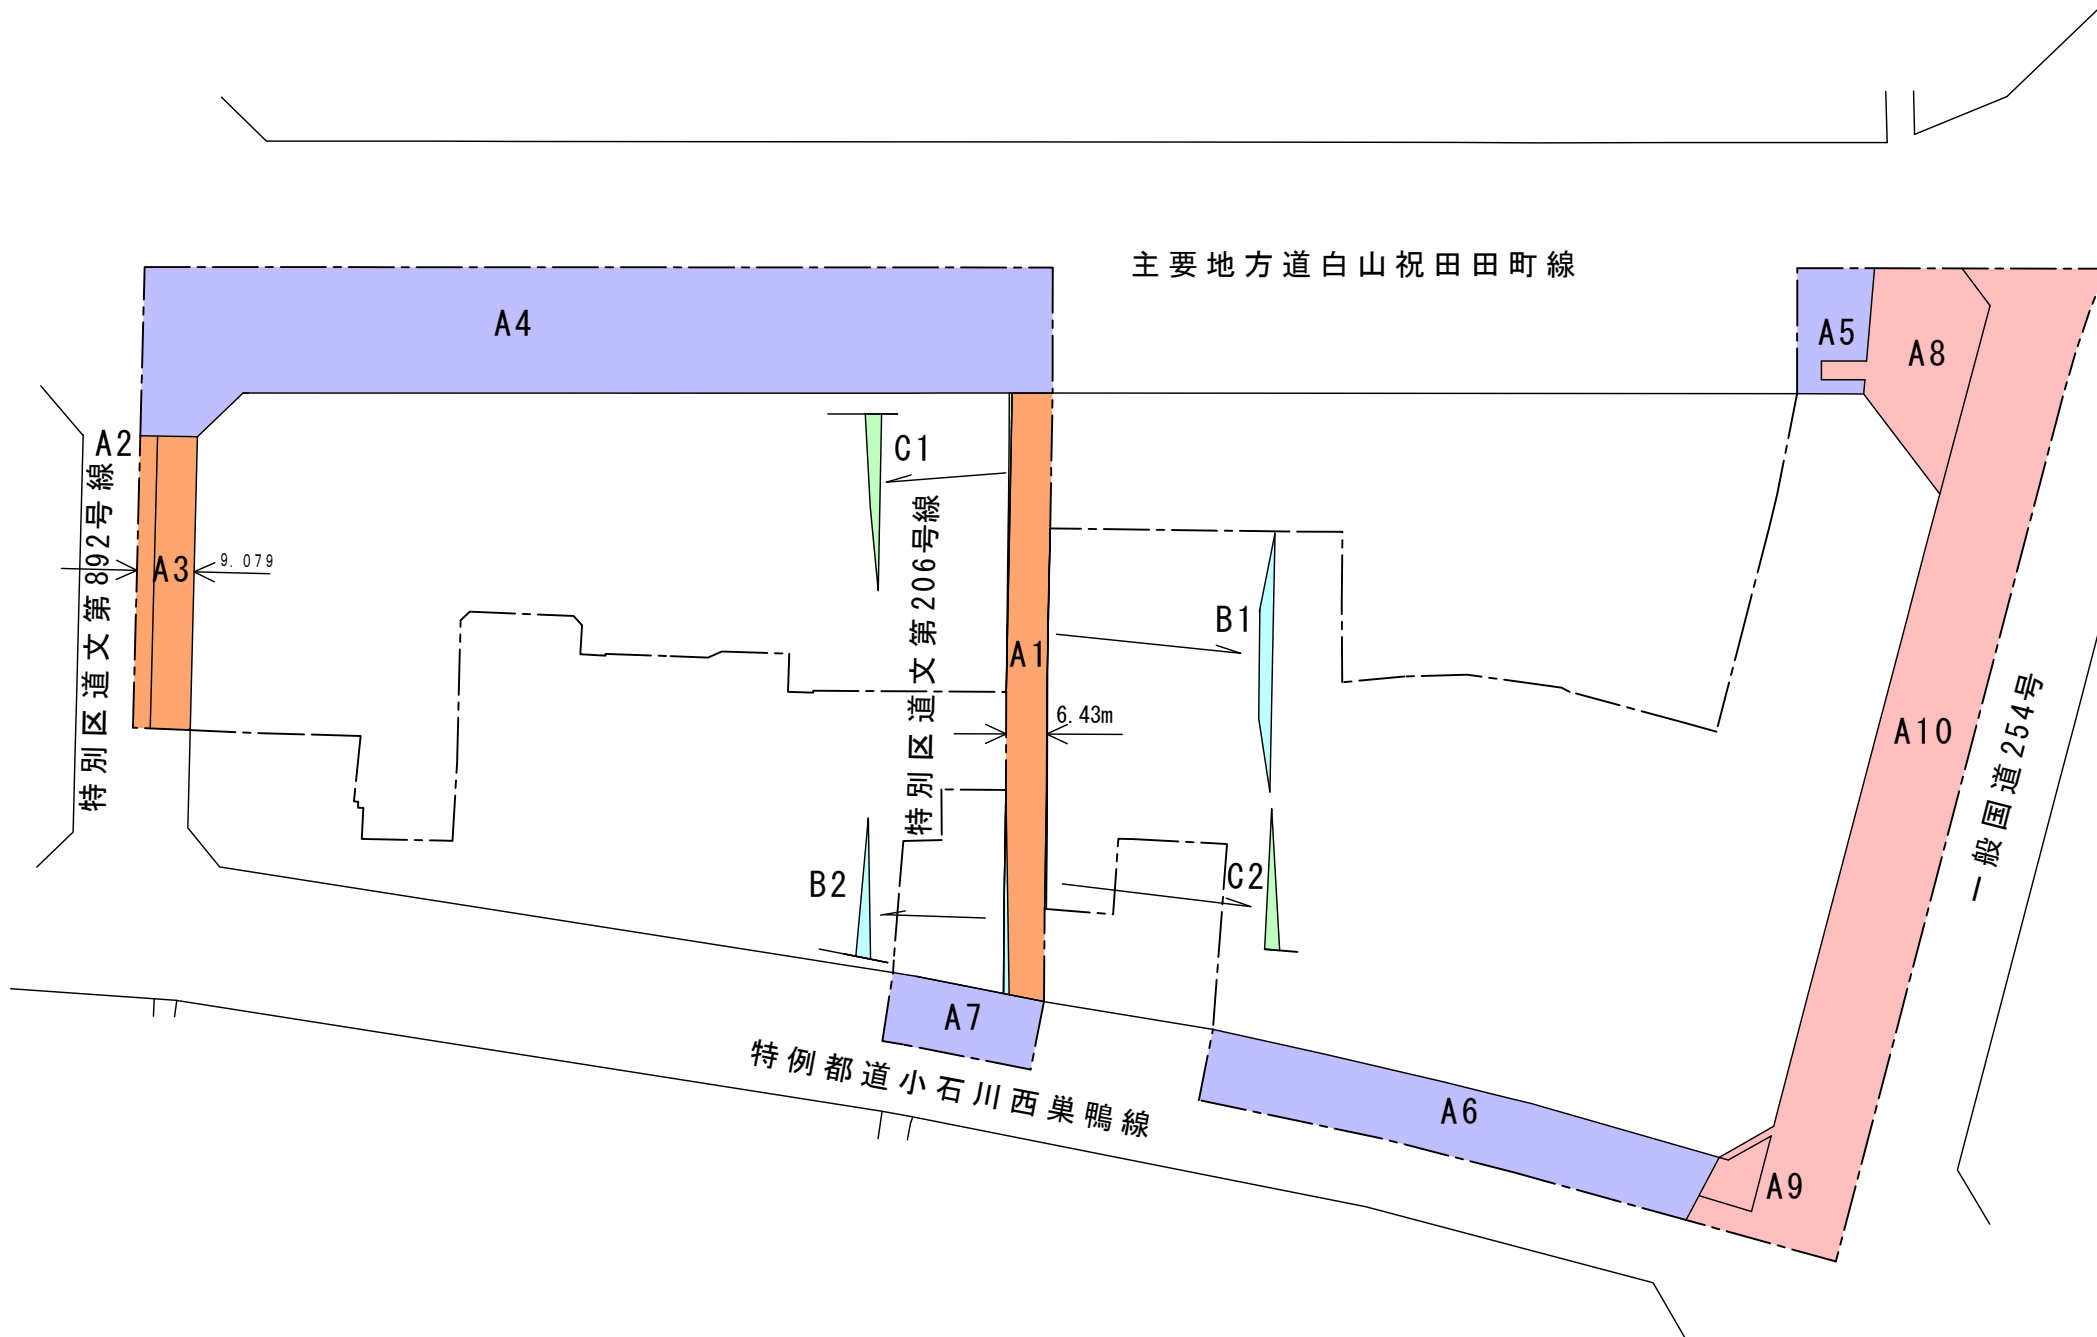 主要地方道白山祝田田町線
A4
A5
A8
A2
C1
特別区道文第892号線
特別区道文第206号線
A3
9.079
B1
A1
6.43m
A10
一般国道254号
B2
C2
A7
特例都道小石川西巣鴨線
A6
A9